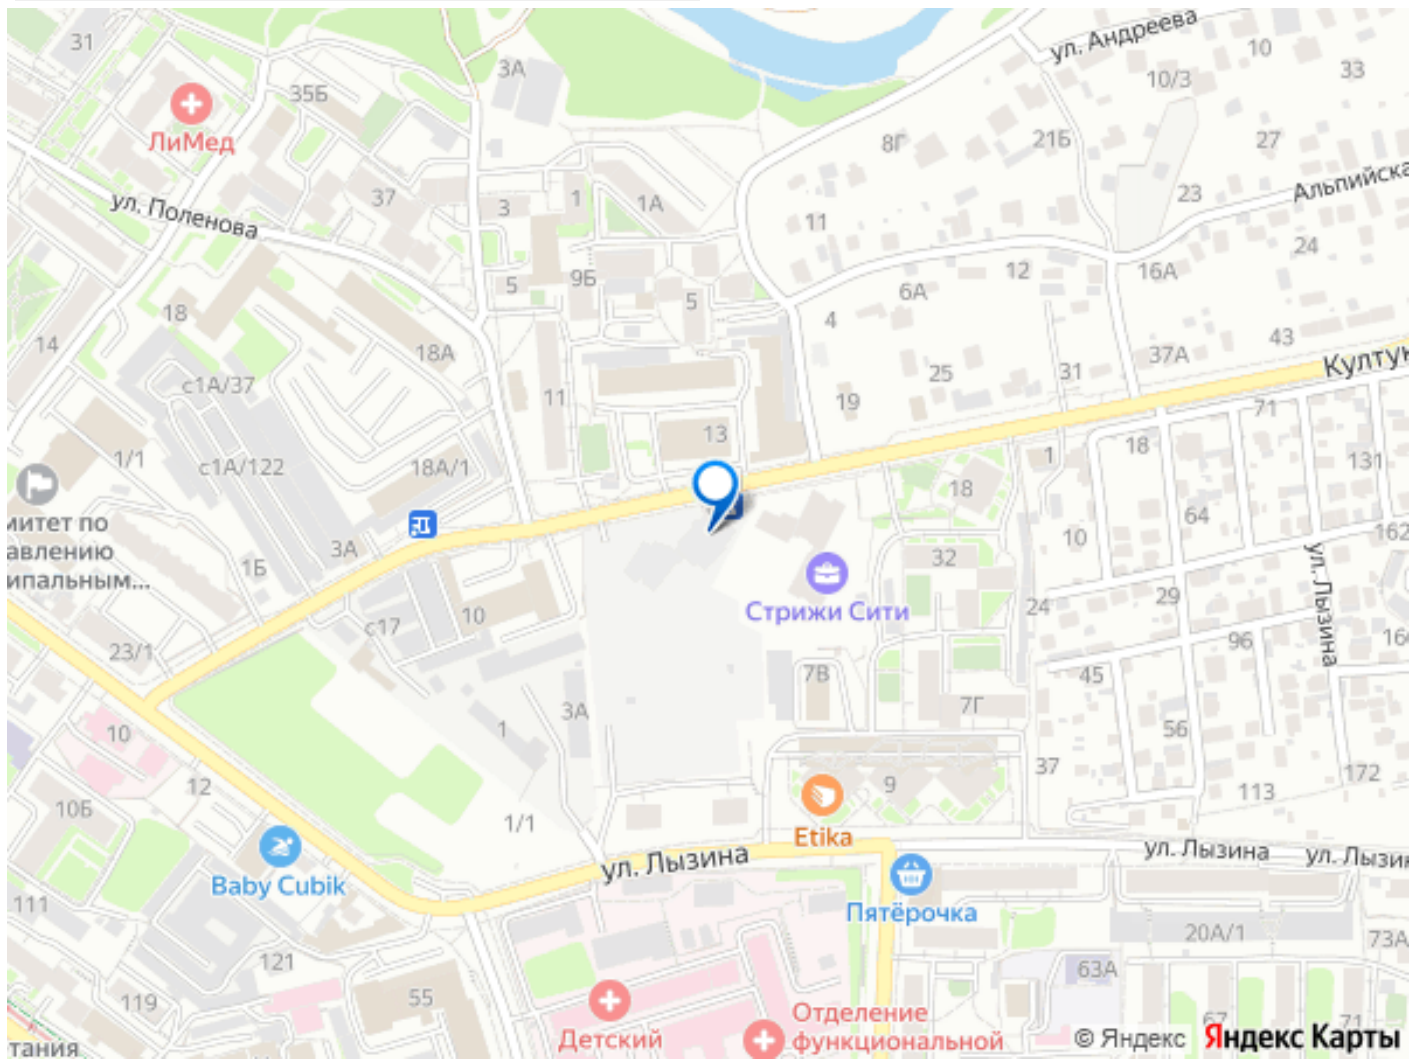 31
3А
ул. Андреева
10
33
10/3
ЛиМед
35Б
8Г
21Б
27
37
ул. Поленова
3
1
1А
11
23
Альпийска
24
5
9Б
5
6А
12
16А
18
4
14
18А
43
37А
Култук
с1А/37
25
31
11
19
71
13
18
1/1
с1А/122
18А/1
1
131
18
митет по
авлению
ипальным...
3А
1Б
64
10
162
32
Стрижи Сити
ул. Лызина
29
24
с17
10
23/1
96
16
45
7В
7Г
3А
1
56
10
12
37
172
9
113
10Б
1/1
Etika
ул. Лызина
ул. Лызина
ул. Лызин
Baby Cubik
Пятёрочка
111
20А/1
73А
121
63А
119
55
Отделение
функциональной
Детский
67
71
тания
© Яндекс Яндекс Карты